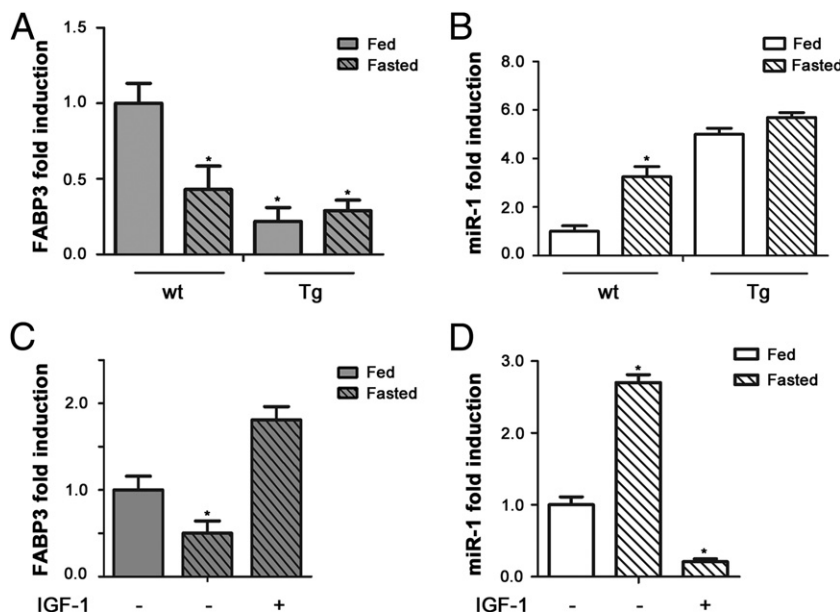 A
FABP3 fold induction
1.5
1.0
0.5
0.0
*
*
*
wt
Tg
Fed
Fasted
B
miR-1 fold induction
8.0
6.0
4.0
2.0
0.0
*
wt
Tg
Fed
Fasted
C
FABP3 fold induction
2.0
1.0
0.0
*
Fed
Fasted
IGF-1 - - +
D
miR-1 fold induction
3.0
2.0
1.0
0.0
*
*
Fed
Fasted
IGF-1 - - +